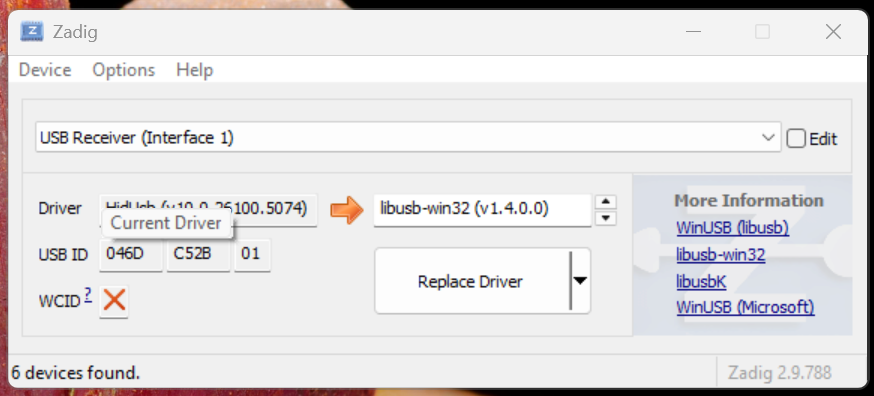 Zadig
Device Options Help
USB Receiver (Interface 1)
Edit
Driver
HidUsb (v10.0.26100.5074)
libusb-win32 (v1.4.0.0)
Current Driver
USB ID 046D C52B 01
WCID ?
Replace Driver
More Information
WinUSB (libusb)
libusb-win32
libusbK
WinUSB (Microsoft)
6 devices found.
Zadig 2.9.788